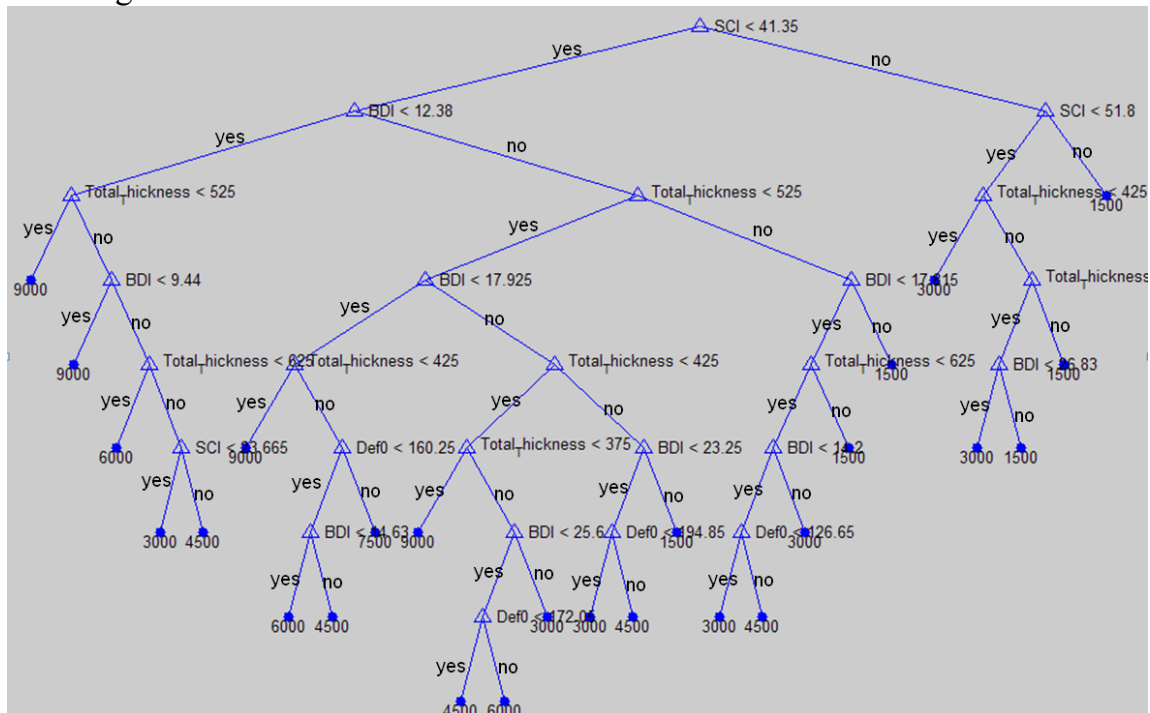 SCI < 41.35
yes
no
BDI < 12.38
SCI < 51.8
yes
no
yes
no
Total_Thickness < 525
Total_Thickness < 525
Total_Thickness < 425
1500
yes
no
yes
no
yes
no
9000
BDI < 9.44
BDI < 17.925
3000
Total_Thickness
yes
no
yes
no
yes
no
yes
no
9000
Total_Thickness < 625
Total_Thickness < 425
Total_Thickness < 425
Total_Thickness < 625
1500
1500
yes
no
yes
no
yes
no
yes
no
yes
no
6000
9000
Def0 < 160.25
Total_Thickness < 375
BDI < 23.25
1500
3000
1500
yes
no
yes
no
yes
no
yes
no
yes
no
3000
4500
7500
9000
BDI < 25.6
1500
3000
yes
no
yes
no
yes
no
yes
no
6000
4500
3000
3000
4500
3000
4500
yes
no
4500
6000